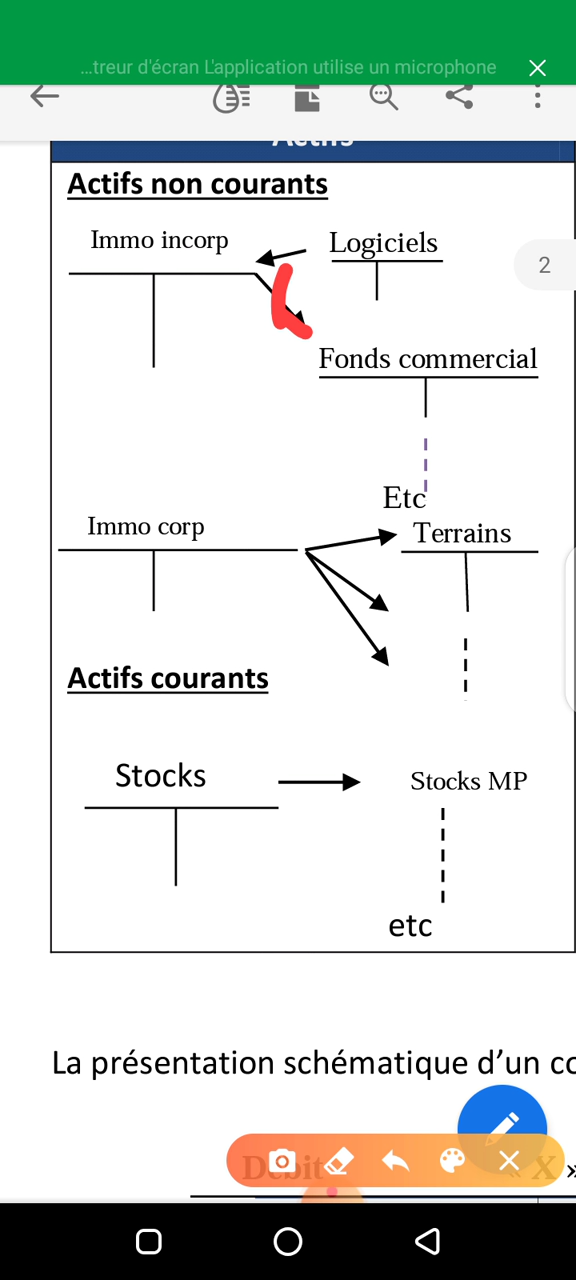 ...treur d'écran L'application utilise un microphone
Actifs
Actifs non courants
Immo incorp
Logiciels
2
Fonds commercial
Etc
Immo corp
Terrains
Actifs courants
Stocks
Stocks MP
etc
La présentation schématique d'un co
Débit
« X »